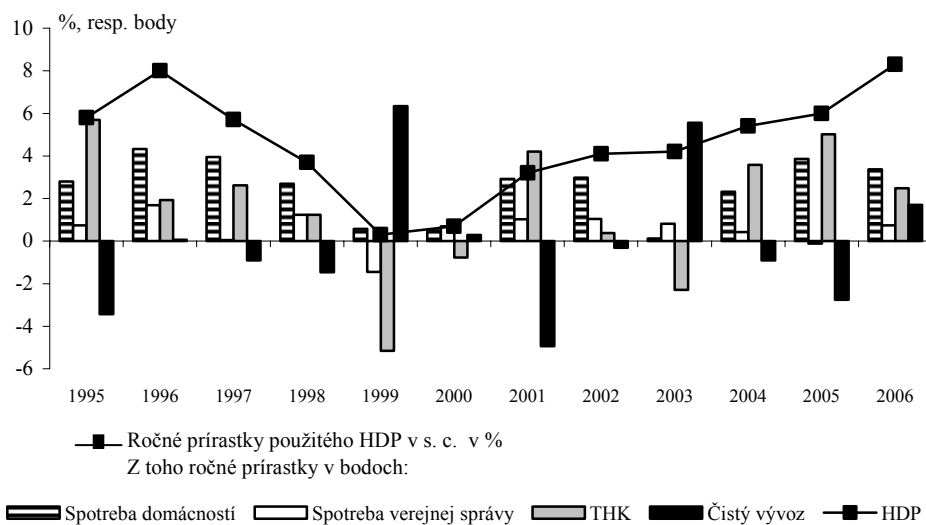 %, resp. body
10
8
6
4
2
0
-2
-4
-6
1995 1996 1997 1998 1999 2000 2001 2002 2003 2004 2005 2006
Ročné prírastky použitého HDP v s. c. v %
Z toho ročné prírastky v bodoch:
Spotreba domácností Spotreba verejnej správy THK Čistý vývoz HDP